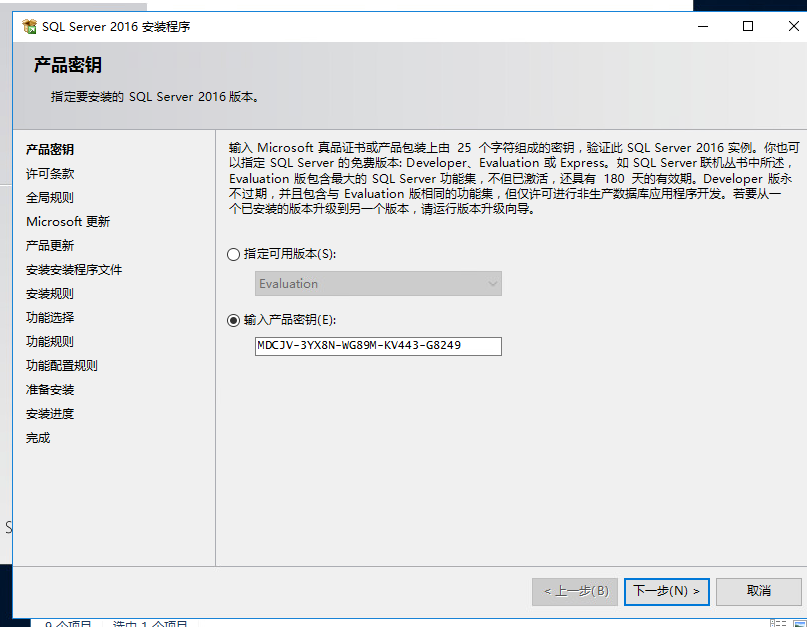 SQL Server 2016 安装程序
产品密钥
指定要安装的 SQL Server 2016 版本。
产品密钥
许可条款
全局规则
Microsoft 更新
产品更新
安装安装程序文件
安装规则
功能选择
功能规则
功能配置规则
准备安装
安装进度
完成
输入 Microsoft 真品证书或产品包装上由 25 个字符组成的密钥，验证此 SQL Server 2016 实例。你也可
以指定 SQL Server 的免费版本: Developer、Evaluation 或 Express。如 SQL Server 联机丛书中所述，
Evaluation 版包含最大的 SQL Server 功能集，不但已激活，还具有 180 天的有效期。Developer 版永
不过期，并且包含与 Evaluation 版相同的功能集，但仅许可进行非生产数据库应用程序开发。若要从一
个已安装的版本升级到另一个版本，请运行版本升级向导。
指定可用版本(S):
Evaluation
输入产品密钥(E):
MDCJV-3YX8N-WG89M-KV443-G8249
< 上一步(B)
下一步(N) >
取消
S
9 个项目 选中 1 个项目